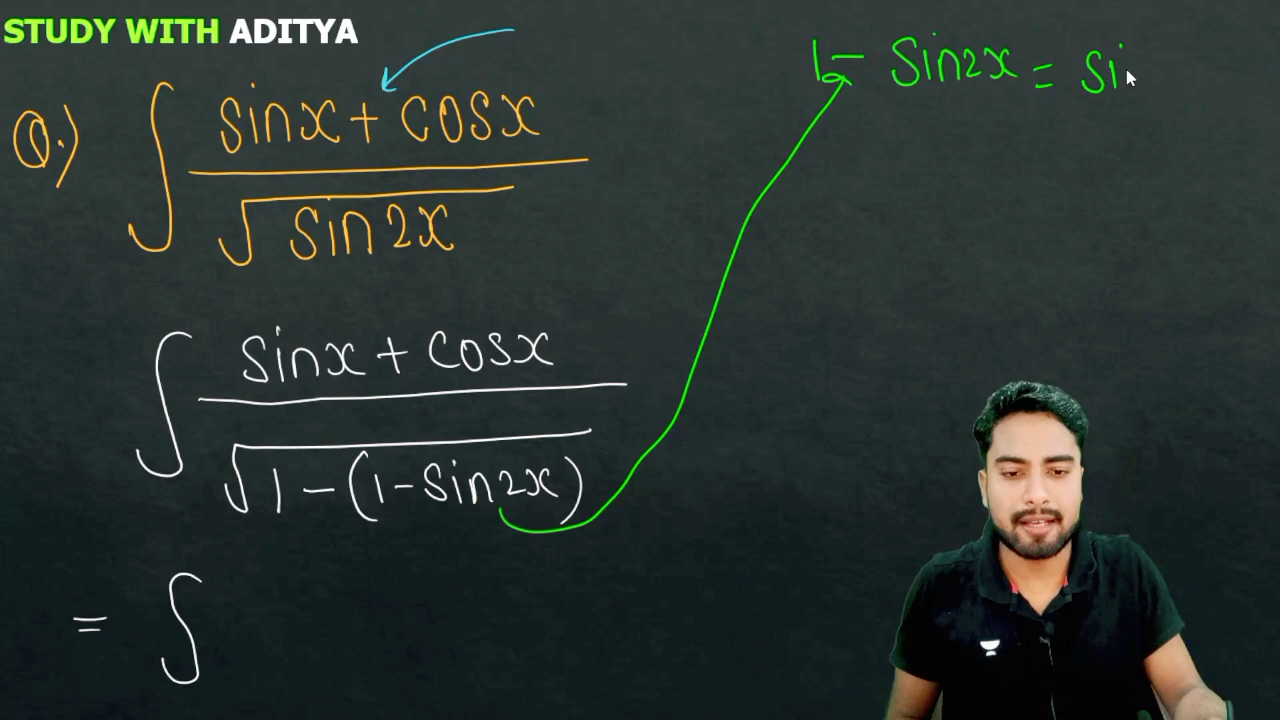 STUDY WITH ADITYA
Q.) ∫ (sinx + cosx) / √(sin2x)
∫ (sinx + cosx) / √(1 - (1 - sin2x))
= ∫
1 - sin2x = si